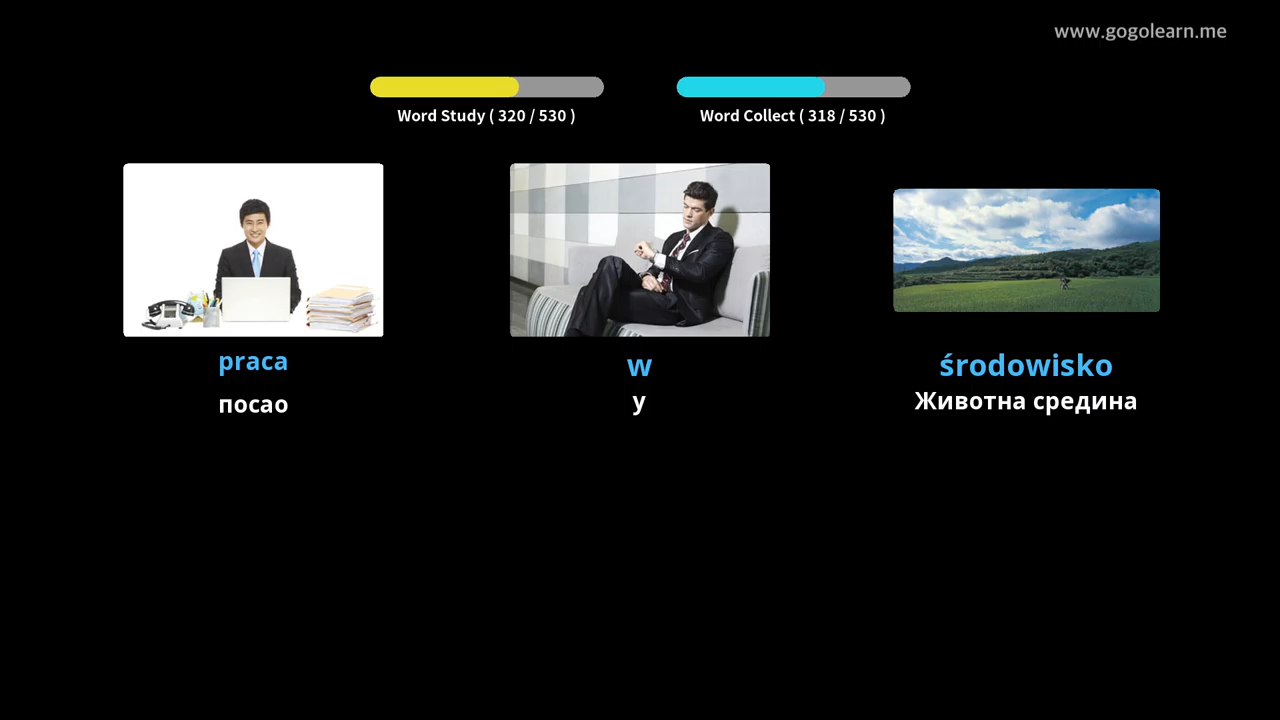 www.gogolearn.me
Word Study ( 320 / 530 )
Word Collect ( 318 / 530 )
praca
посао
w
у
środowisko
Животна средина